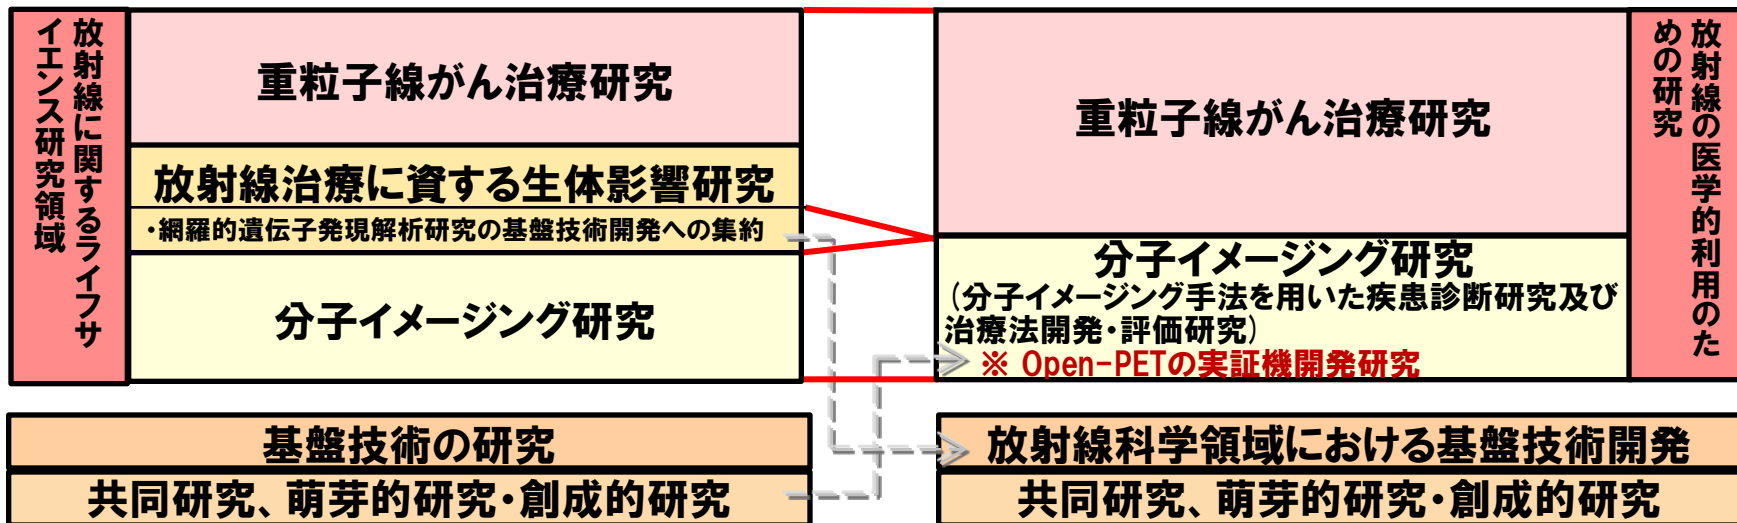 放射線に関するライフサ
イエンス研究領域
重粒子線がん治療研究
放射線治療に資する生体影響研究
・網羅的遺伝子発現解析研究の基盤技術開発への集約
分子イメージング研究
基盤技術の研究
共同研究、萌芽的研究・創成的研究
重粒子線がん治療研究
分子イメージング研究
（分子イメージング手法を用いた疾患診断研究及び
治療法開発・評価研究）
※ Open-PETの実証機開発研究
放射線の医学的利用のた
めの研究
放射線科学領域における基盤技術開発
共同研究、萌芽的研究・創成的研究